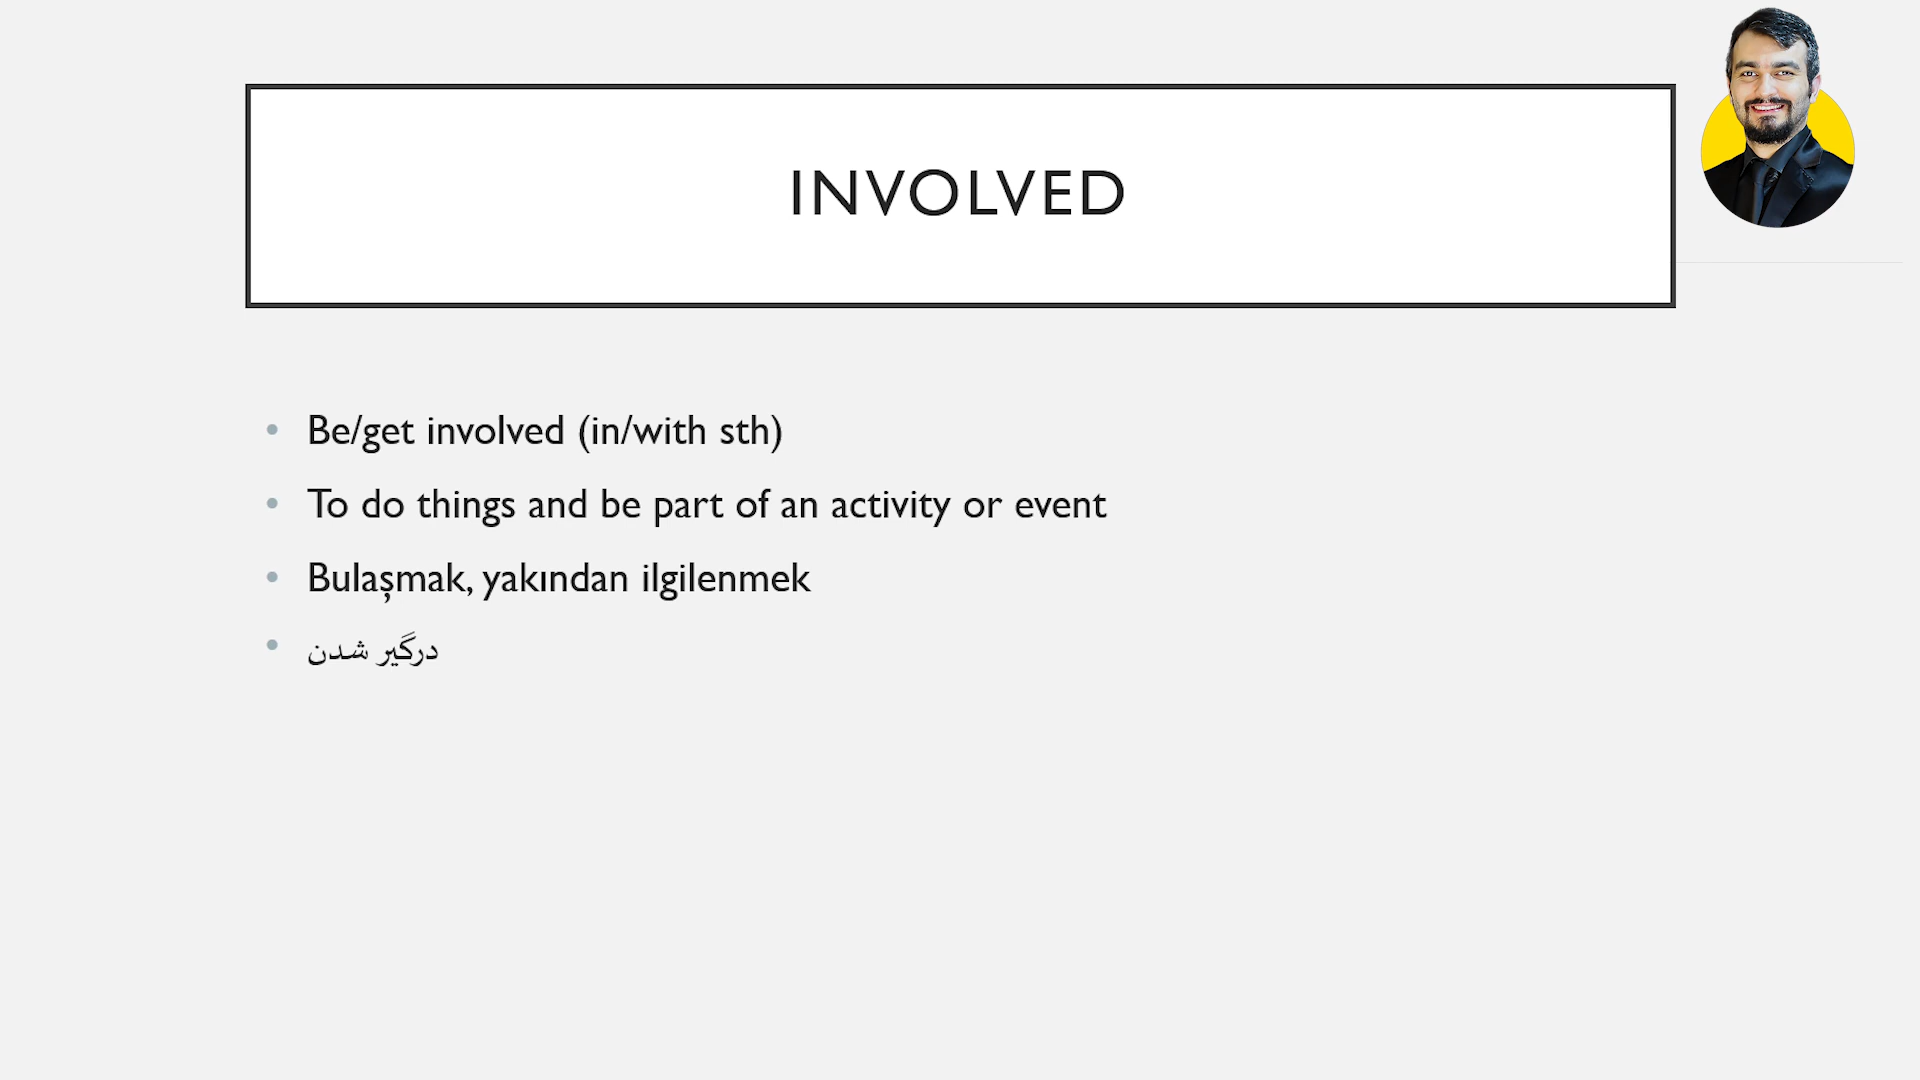 INVOLVED
• Be/get involved (in/with sth)
• To do things and be part of an activity or event
• Bulaşmak, yakından ilgilenmek
• درگیر شدن